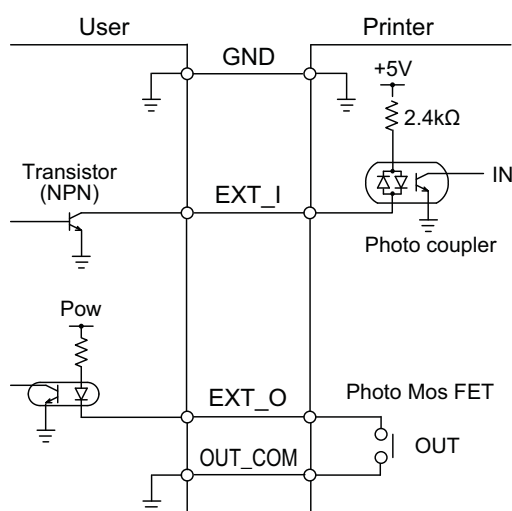 User
Printer
GND
+5V
2.4kΩ
Transistor
(NPN)
EXT_I
IN
Photo coupler
Pow
EXT_O
Photo Mos FET
OUT
OUT_COM